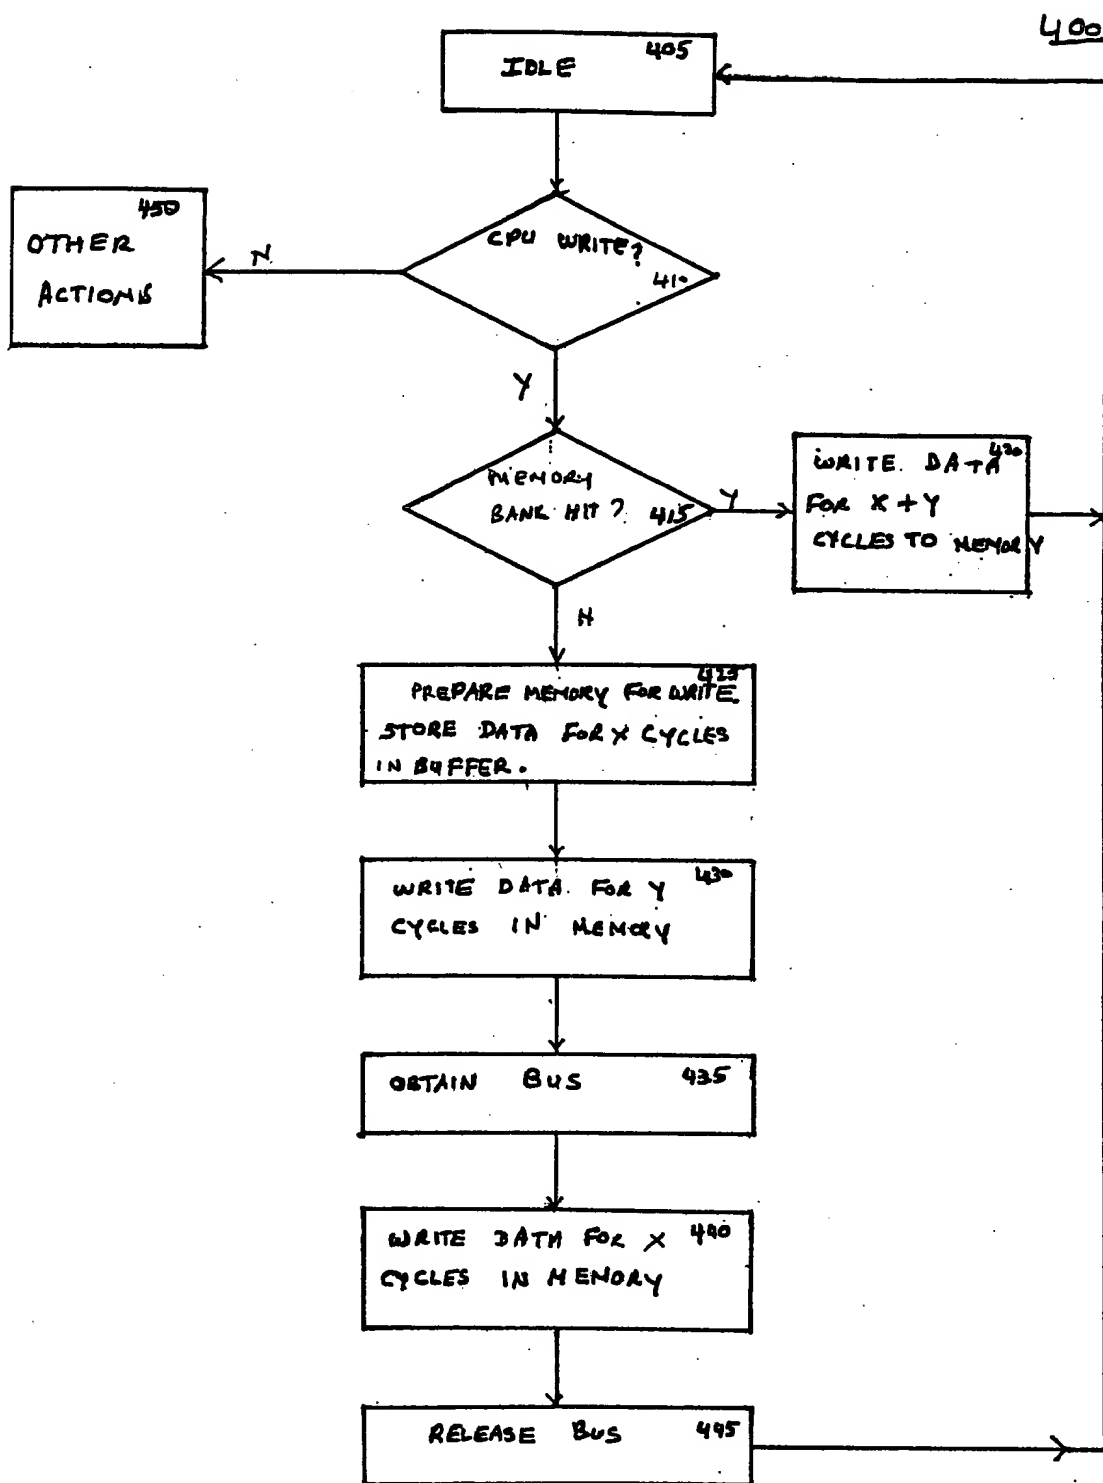 400
IDLE 405
CPU WRITE?
410
N
450
OTHER
ACTIONS
Y
MEMORY
BANK HIT? 415
Y
WRITE DATA 420
FOR X + Y
CYCLES TO MEMORY
N
425
PREPARE MEMORY FOR WRITE.
STORE DATA FOR X CYCLES
IN BUFFER.
WRITE DATA FOR Y 430
CYCLES IN MEMORY
OBTAIN BUS 435
WRITE DATA FOR X 440
CYCLES IN MEMORY
RELEASE BUS 445